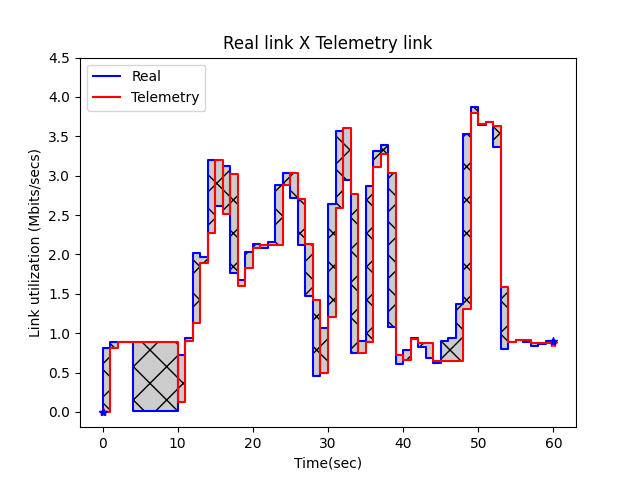 Real link X Telemetry link
Real
Telemetry
Link utilization (Mbits/secs)
4.5
4.0
3.5
3.0
2.5
2.0
1.5
1.0
0.5
0.0
0 10 20 30 40 50 60
Time(sec)